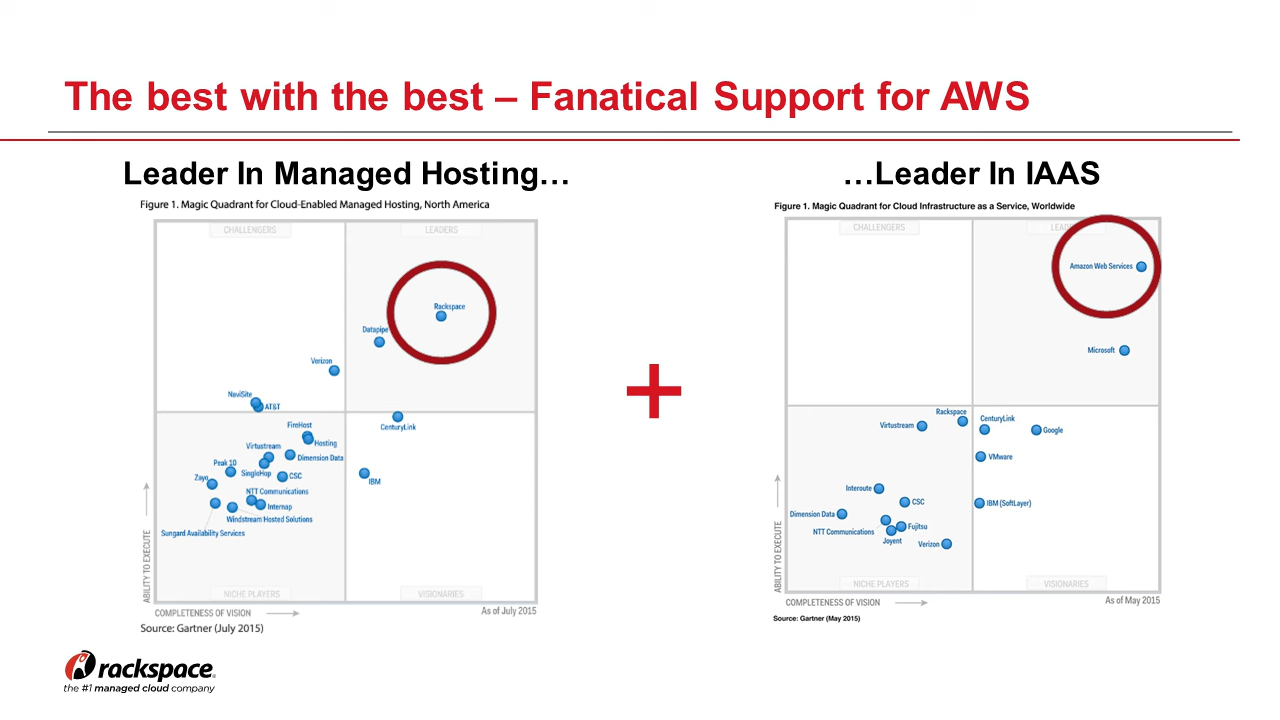 The best with the best – Fanatical Support for AWS
Leader In Managed Hosting…
Figure 1. Magic Quadrant for Cloud-Enabled Managed Hosting, North America
CHALLENGERS
LEADERS
Rackspace
Datapipe
Verizon
NaviSite
AT&T
CenturyLink
FireHost
Hosting
Virtustream
Dimension Data
Peak 10
SingleHop
CSC
IBM
Zayo
NTT Communications
Internap
Windstream Hosted Solutions
Sungard Availability Services
NICHE PLAYERS
VISIONARIES
ABILITY TO EXECUTE
COMPLETENESS OF VISION
As of July 2015
Source: Gartner (July 2015)
+
…Leader In IAAS
Figure 1. Magic Quadrant for Cloud Infrastructure as a Service, Worldwide
CHALLENGERS
Amazon Web Services
Microsoft
Rackspace
CenturyLink
Virtustream
Google
VMware
Interoute
CSC
IBM (SoftLayer)
Dimension Data
NTT Communications
Fujitsu
Joyent
Verizon
NICHE PLAYERS
VISIONARIES
ABILITY TO EXECUTE
COMPLETENESS OF VISION
As of May 2015
Source: Gartner (May 2015)
rackspace®
the #1 managed cloud company